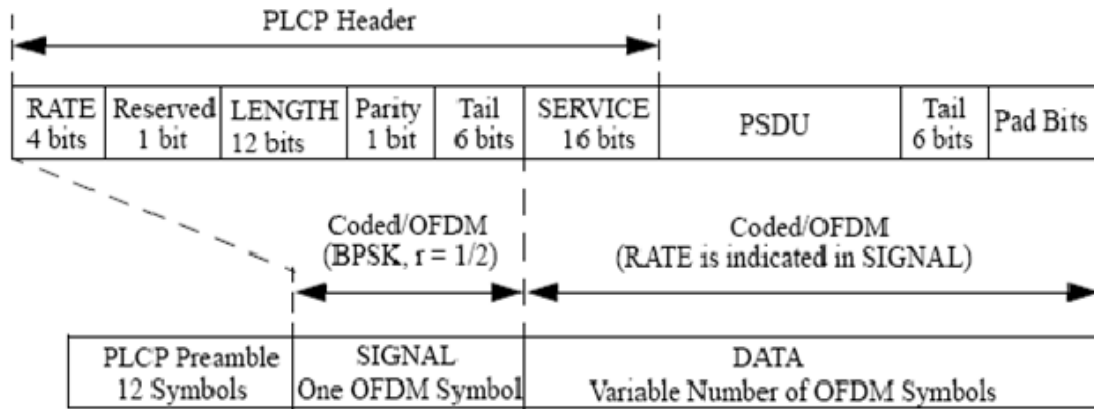 PLCP Header
RATE Reserved LENGTH Parity Tail SERVICE PSDU Tail Pad Bits
4 bits 1 bit 12 bits 1 bit 6 bits 16 bits 6 bits
Coded/OFDM Coded/OFDM
(BPSK, r = 1/2) (RATE is indicated in SIGNAL)
PLCP Preamble SIGNAL DATA
12 Symbols One OFDM Symbol Variable Number of OFDM Symbols